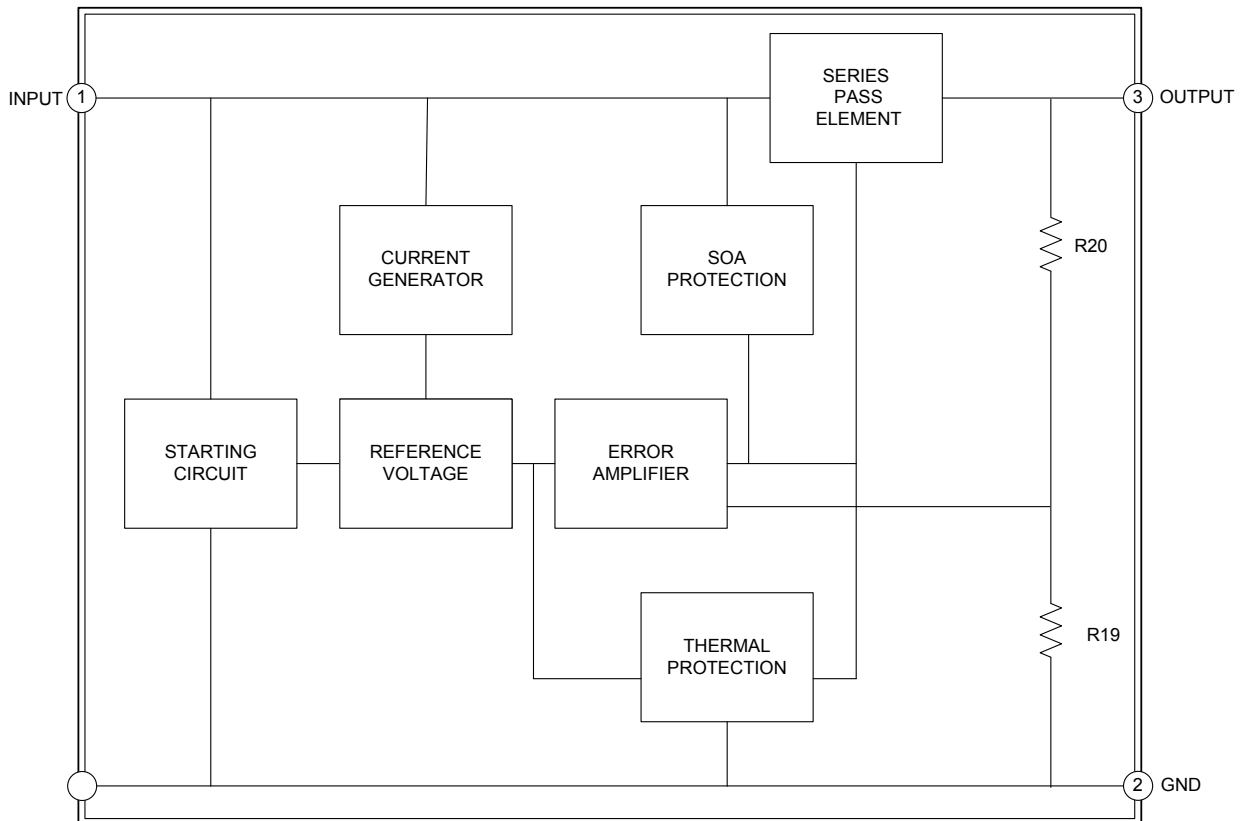 SERIES
PASS
ELEMENT
INPUT
1
3
OUTPUT
CURRENT
GENERATOR
SOA
PROTECTION
R20
STARTING
CIRCUIT
REFERENCE
VOLTAGE
ERROR
AMPLIFIER
THERMAL
PROTECTION
R19
2
GND